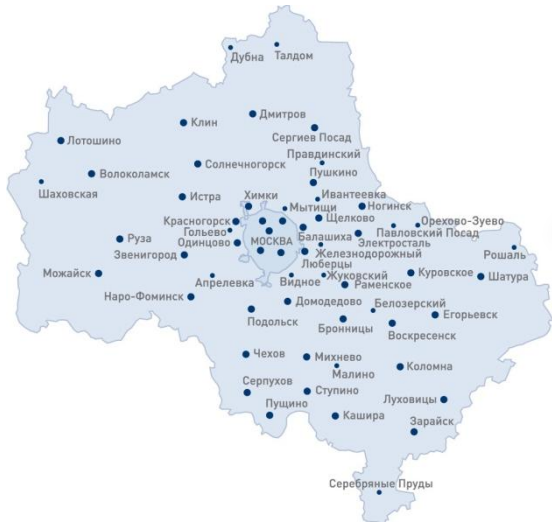 Дубна
Талдом
Клин
Дмитров
Сергиев Посад
Лотошино
Волоколамск
Солнечногорск
Правдинский
Пушкино
Шаховская
Истра
Химки
Ивантеевка
Мытищи
Ногинск
Красногорск
Щелково
Орехово-Зуево
Гольево
Балашиха
Павловский Посад
Руза
Одинцово
МОСКВА
Электросталь
Звенигород
Железнодорожный
Рошаль
Люберцы
Можайск
Апрелевка
Видное
Жуковский
Куровское
Шатура
Раменское
Наро-Фоминск
Домодедово
Белозерский
Подольск
Бронницы
Егорьевск
Воскресенск
Чехов
Михнево
Малино
Коломна
Серпухов
Ступино
Луховицы
Пущино
Кашира
Зарайск
Серебряные Пруды